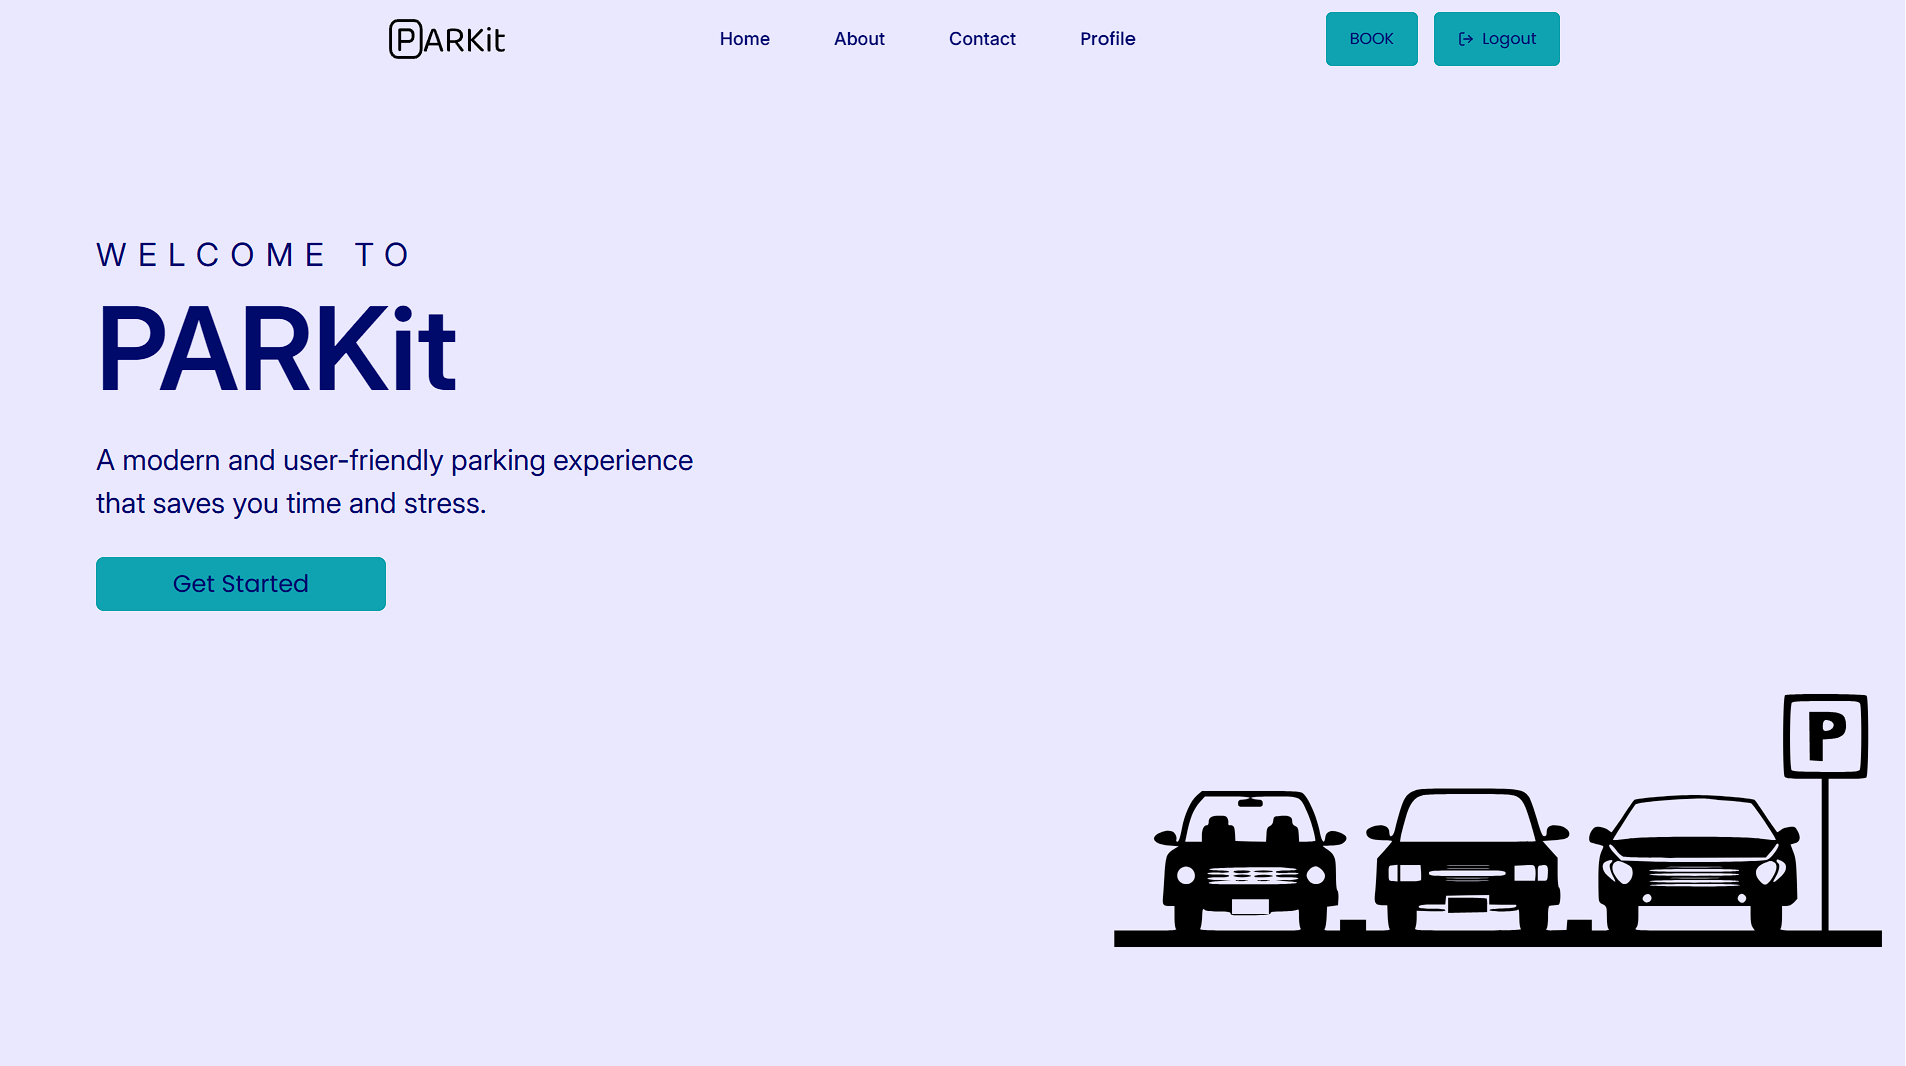 PARKit Home About Contact Profile BOOK Logout
WELCOME TO
PARKit
A modern and user-friendly parking experience
that saves you time and stress.
Get Started
P